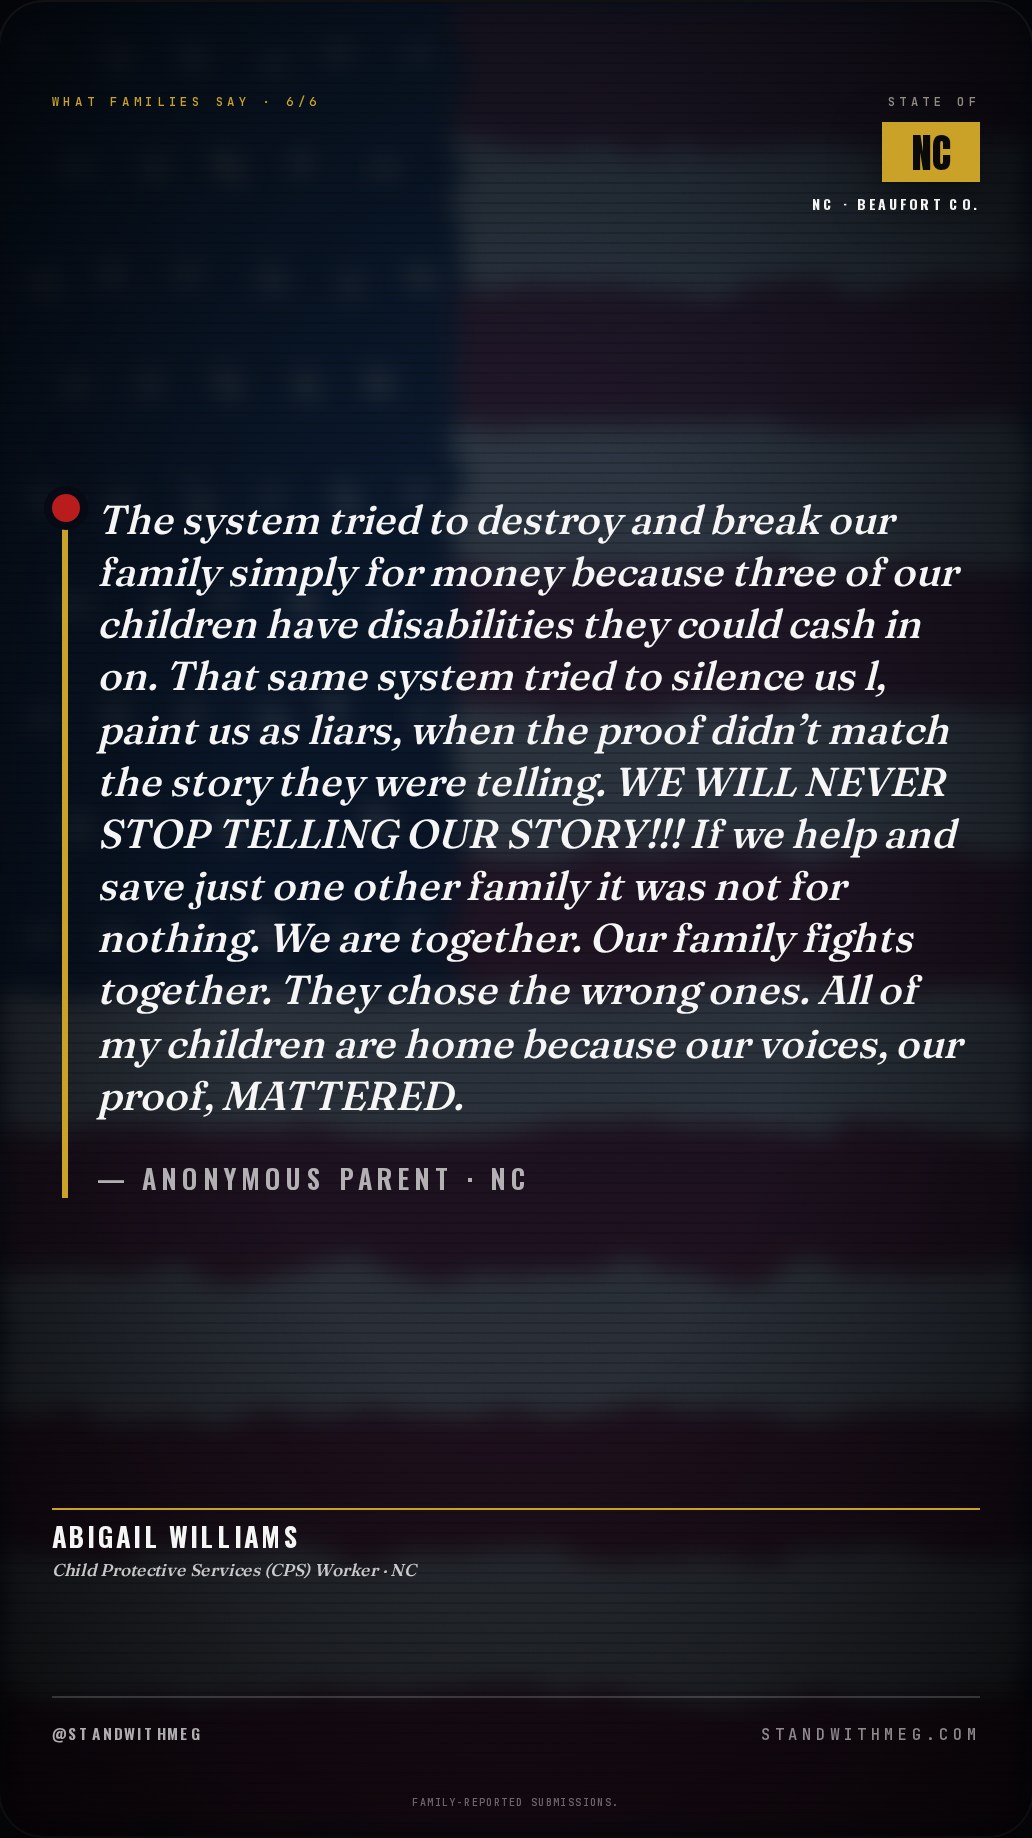 WHAT FAMILIES SAY · 6/6
STATE OF
NC
NC · BEAUFORT CO.
The system tried to destroy and break our
family simply for money because three of our
children have disabilities they could cash in
on. That same system tried to silence us l,
paint us as liars, when the proof didn’t match
the story they were telling. WE WILL NEVER
STOP TELLING OUR STORY!!! If we help and
save just one other family it was not for
nothing. We are together. Our family fights
together. They chose the wrong ones. All of
my children are home because our voices, our
proof, MATTERED.
— ANONYMOUS PARENT · NC
ABIGAIL WILLIAMS
Child Protective Services (CPS) Worker · NC
@STANDWITHMEG
STANDWITHMEG.COM
FAMILY-REPORTED SUBMISSIONS.